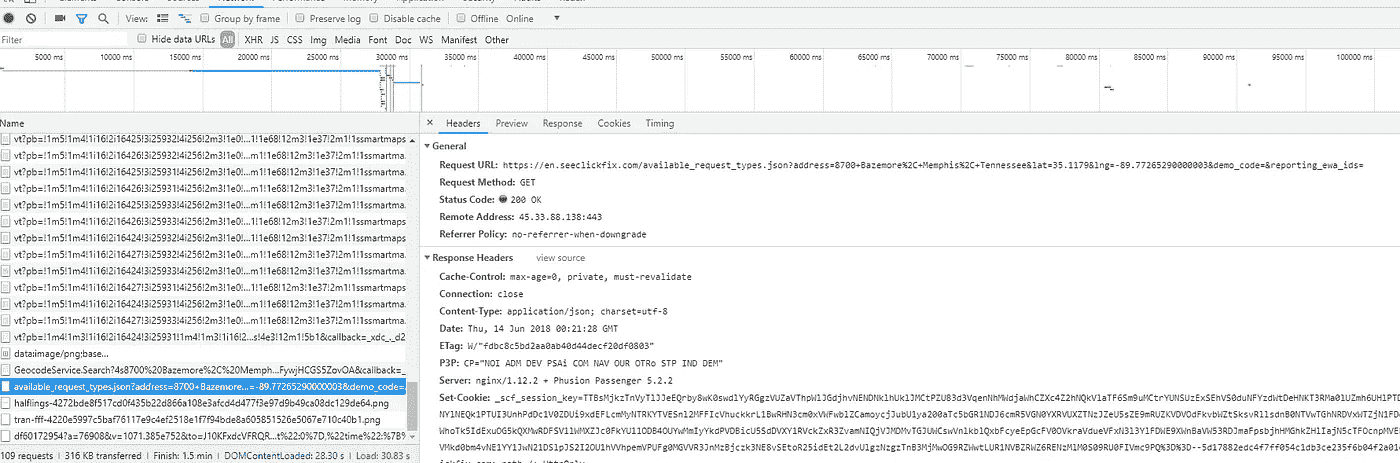 View: Group by frame Preserve log Disable cache Offline Online
Filter Hide data URLs All XHR JS CSS Img Media Font Doc WS Manifest Other
5000 ms 10000 ms 15000 ms 20000 ms 25000 ms 30000 ms 35000 ms 40000 ms 45000 ms 50000 ms 55000 ms 60000 ms 65000 ms 70000 ms 75000 ms 80000 ms 85000 ms 90000 ms 95000 ms 100000 ms
Name
vt?pb=!1m5!1m4!1i16!2i16425!3i25932!4i256!2m3!1e0!...1!1e68!12m3!1e37!2m1!1ssmartmaps
vt?pb=!1m5!1m4!1i16!2i16426!3i25931!4i256!2m3!1e0!...m1!1e68!12m3!1e37!2m1!1ssmartma.
vt?pb=!1m5!1m4!1i16!2i16425!3i25931!4i256!2m3!1e0!...m1!1e68!12m3!1e37!2m1!1ssmartma.
vt?pb=!1m5!1m4!1i16!2i16426!3i25932!4i256!2m3!1e0!...m1!1e68!12m3!1e37!2m1!1ssmartma.
vt?pb=!1m5!1m4!1i16!2i16426!3i25933!4i256!2m3!1e0!...m1!1e68!12m3!1e37!2m1!1ssmartma.
vt?pb=!1m5!1m4!1i16!2i16425!3i25933!4i256!2m3!1e0!...m1!1e68!12m3!1e37!2m1!1ssmartma.
vt?pb=!1m5!1m4!1i16!2i16424!3i25932!4i256!2m3!1e0!...m1!1e68!12m3!1e37!2m1!1ssmartma.
vt?pb=!1m5!1m4!1i16!2i16424!3i25931!4i256!2m3!1e0!...m1!1e68!12m3!1e37!2m1!1ssmartma.
vt?pb=!1m5!1m4!1i16!2i16424!3i25933!4i256!2m3!1e0!...m1!1e68!12m3!1e37!2m1!1ssmartma.
vt?pb=!1m5!1m4!1i16!2i16427!3i25931!4i256!2m3!1e0!...m1!1e68!12m3!1e37!2m1!1ssmartma.
vt?pb=!1m5!1m4!1i16!2i16427!3i25932!4i256!2m3!1e0!...m1!1e68!12m3!1e37!2m1!1ssmartma.
vt?pb=!1m5!1m4!1i16!2i16427!3i25933!4i256!2m3!1e0!...m1!1e68!12m3!1e37!2m1!1ssmartma.
vt?pb=!1m4!1m3!1i16!2i16424!3i25931!1m4!1m3!1i16!2i...s!4e3!12m1!5b1&callback=_xdc_._d2
data:image/png;base...
GeocodeService.Search?4s8700%20Bazemore%2C%20Memph...FywjHCGS5ZovOA&callback=_
available_request_types.json?address=8700+Bazemore...=-89.77265290000003&demo_code=
halflings-4272bde8f517cd0f435b22d866a108e3afcd4d477f3e97d9b49ca08dc129de64.png
tran-fff-4220e5997c5baf76117e9c4ef2518e1f7f94bde8a605851526e5067e710c40b1.png
df60172954?a=76908&v=1071.385e752&to=J10KFxdcVFRQR...t%22:0%7D,%22time%22:%7B%
109 requests | 316 KB transferred | Finish: 1.5 min | DOMContentLoaded: 28.30 s | Load: 30.83 s
Headers Preview Response Cookies Timing
General
Request URL: https://en.seeclickfix.com/available_request_types.json?address=8700+Bazemore%2C+Memphis%2C+Tennessee&lat=35.1179&lng=-89.77265290000003&demo_code=&reporting_ewa_ids=
Request Method: GET
Status Code: 200 OK
Remote Address: 45.33.88.138:443
Referrer Policy: no-referrer-when-downgrade
Response Headers view source
Cache-Control: max-age=0, private, must-revalidate
Connection: close
Content-Type: application/json; charset=utf-8
Date: Thu, 14 Jun 2018 00:21:28 GMT
ETag: W/"fdbc8c5bd2aa0ab40d44decf20df0803"
P3P: CP="NOI ADM DEV PSAi COM NAV OUR OTRo STP IND DEM"
Server: nginx/1.12.2 + Phusion Passenger 5.2.2
Set-Cookie: